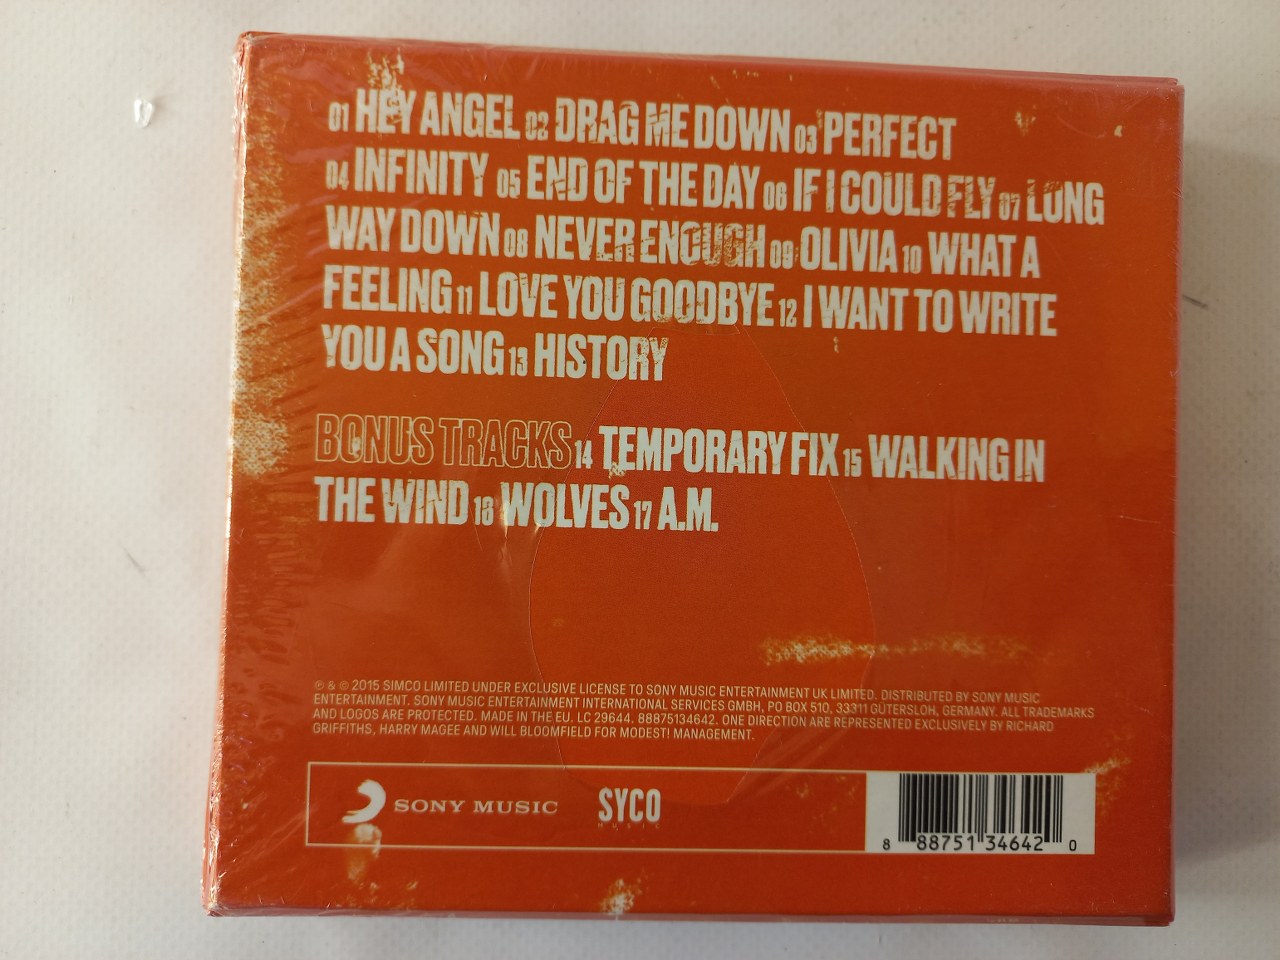 01 HEY ANGEL 02 DRAG ME DOWN 03 PERFECT
04 INFINITY 05 END OF THE DAY 06 IF I COULD FLY 07 LONG
WAY DOWN 08 NEVER ENOUGH 09 OLIVIA 10 WHAT A
FEELING 11 LOVE YOU GOODBYE 12 I WANT TO WRITE
YOU A SONG 13 HISTORY
BONUS TRACKS 14 TEMPORARY FIX 15 WALKING IN
THE WIND 16 WOLVES 17 A.M.
℗ & © 2015 SIMCO LIMITED UNDER EXCLUSIVE LICENSE TO SONY MUSIC ENTERTAINMENT UK LIMITED. DISTRIBUTED BY SONY MUSIC
ENTERTAINMENT. SONY MUSIC ENTERTAINMENT INTERNATIONAL SERVICES GMBH, PO BOX 510, 33311 GÜTERSLOH, GERMANY. ALL TRADEMARKS
AND LOGOS ARE PROTECTED. MADE IN THE EU. LC 29644. 88875134642. ONE DIRECTION ARE REPRESENTED EXCLUSIVELY BY RICHARD
GRIFFITHS, HARRY MAGEE AND WILL BLOOMFIELD FOR MODEST! MANAGEMENT.
SONY MUSIC SYCO
MUSIC
8 88751 34642 0